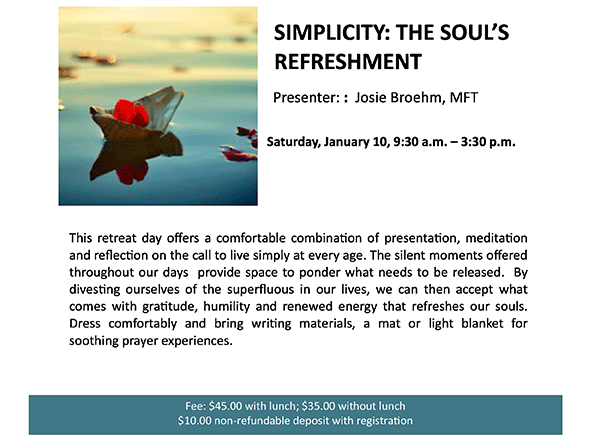 SIMPLICITY: THE SOUL’S
REFRESHMENT
Presenter: :  Josie Broehm, MFT
Saturday, January 10, 9:30 a.m. – 3:30 p.m.
This retreat day offers a comfortable combination of presentation, meditation
and reflection on the call to live simply at every age. The silent moments offered
throughout our days  provide space to ponder what needs to be released.  By
divesting ourselves of the superfluous in our lives, we can then accept what
comes with gratitude, humility and renewed energy that refreshes our souls.
Dress comfortably  and bring writing materials, a mat or light blanket for
soothing prayer experiences.
Fee: $45.00 with lunch; $35.00 without lunch
$10.00 non-refundable deposit with registration